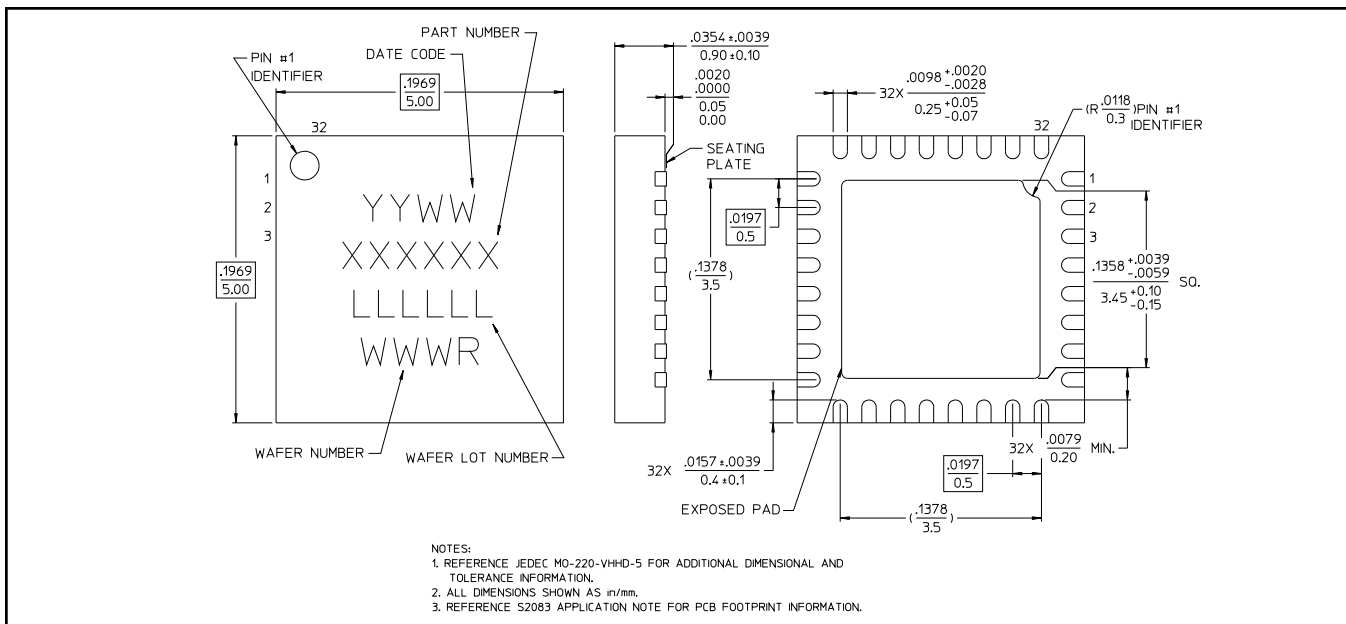 PART NUMBER
DATE CODE
PIN #1
IDENTIFIER
.1969
5.00
32
1
2
3
.1969
5.00
YYWW
XXXXXX
LLLLLL
WWWR
WAFER NUMBER
WAFER LOT NUMBER
.0354 ±.0039
0.90 ±0.10
.0020
.0000
0.05
0.00
SEATING
PLATE
32X .0098 +.0020 -.0028
0.25 +0.05 -0.07
(R .0118 0.3) PIN #1
IDENTIFIER
32
1
2
3
.0197
0.5
(.1378
3.5)
.1358 +.0039 -.0059
3.45 +0.10 -0.15 SQ.
32X .0157 ±.0039
0.4 ±0.1
EXPOSED PAD
32X .0079
0.20 MIN.
.0197
0.5
(.1378
3.5)
NOTES:
1. REFERENCE JEDEC MO-220-VHHD-5 FOR ADDITIONAL DIMENSIONAL AND
TOLERANCE INFORMATION.
2. ALL DIMENSIONS SHOWN AS in/mm.
3. REFERENCE S2083 APPLICATION NOTE FOR PCB FOOTPRINT INFORMATION.